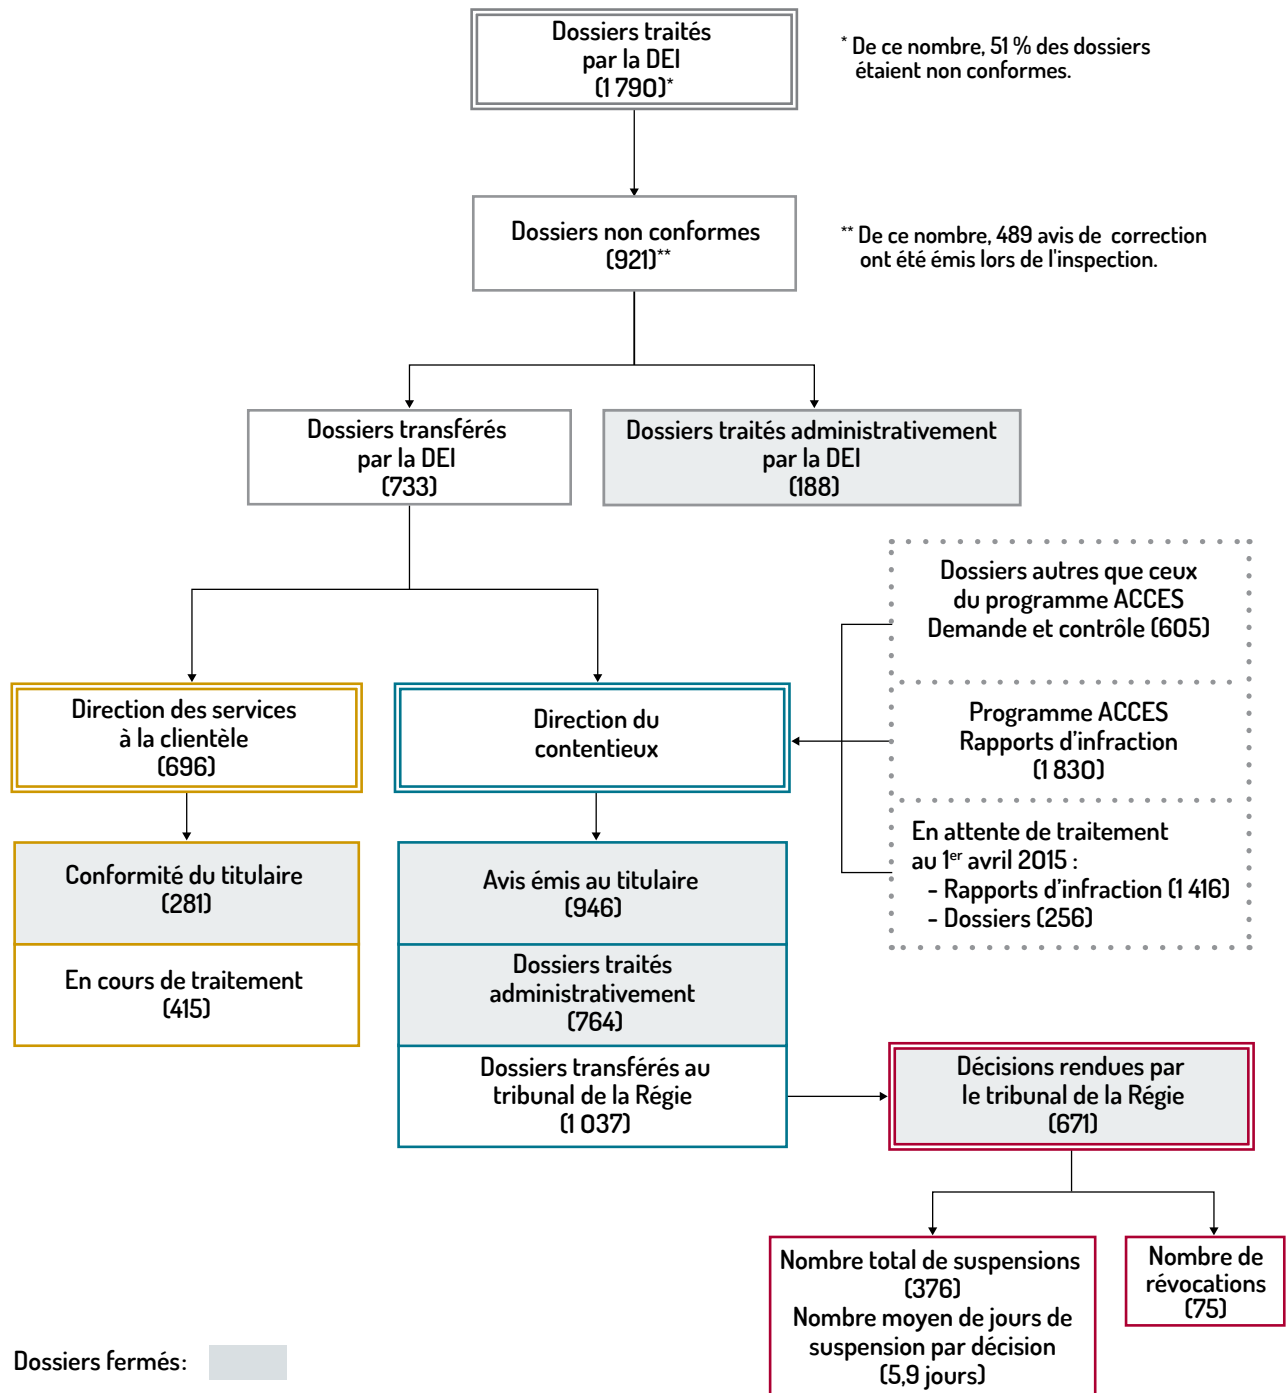 Dossiers traités
par la DEI
(1 790)*
* De ce nombre, 51 % des dossiers
étaient non conformes.
Dossiers non conformes
(921)**
** De ce nombre, 489 avis de correction
ont été émis lors de l'inspection.
Dossiers transférés
par la DEI
(733)
Dossiers traités administrativement
par la DEI
(188)
Dossiers autres que ceux
du programme ACCES
Demande et contrôle (605)
Programme ACCES
Rapports d’infraction
(1 830)
En attente de traitement
au 1er avril 2015 :
- Rapports d’infraction (1 416)
- Dossiers (256)
Direction des services
à la clientèle
(696)
Direction du
contentieux
Conformité du titulaire
(281)
En cours de traitement
(415)
Avis émis au titulaire
(946)
Dossiers traités
administrativement
(764)
Dossiers transférés au
tribunal de la Régie
(1 037)
Décisions rendues par
le tribunal de la Régie
(671)
Nombre total de suspensions
(376)
Nombre moyen de jours de
suspension par décision
(5,9 jours)
Nombre de
révocations
(75)
Dossiers fermés: